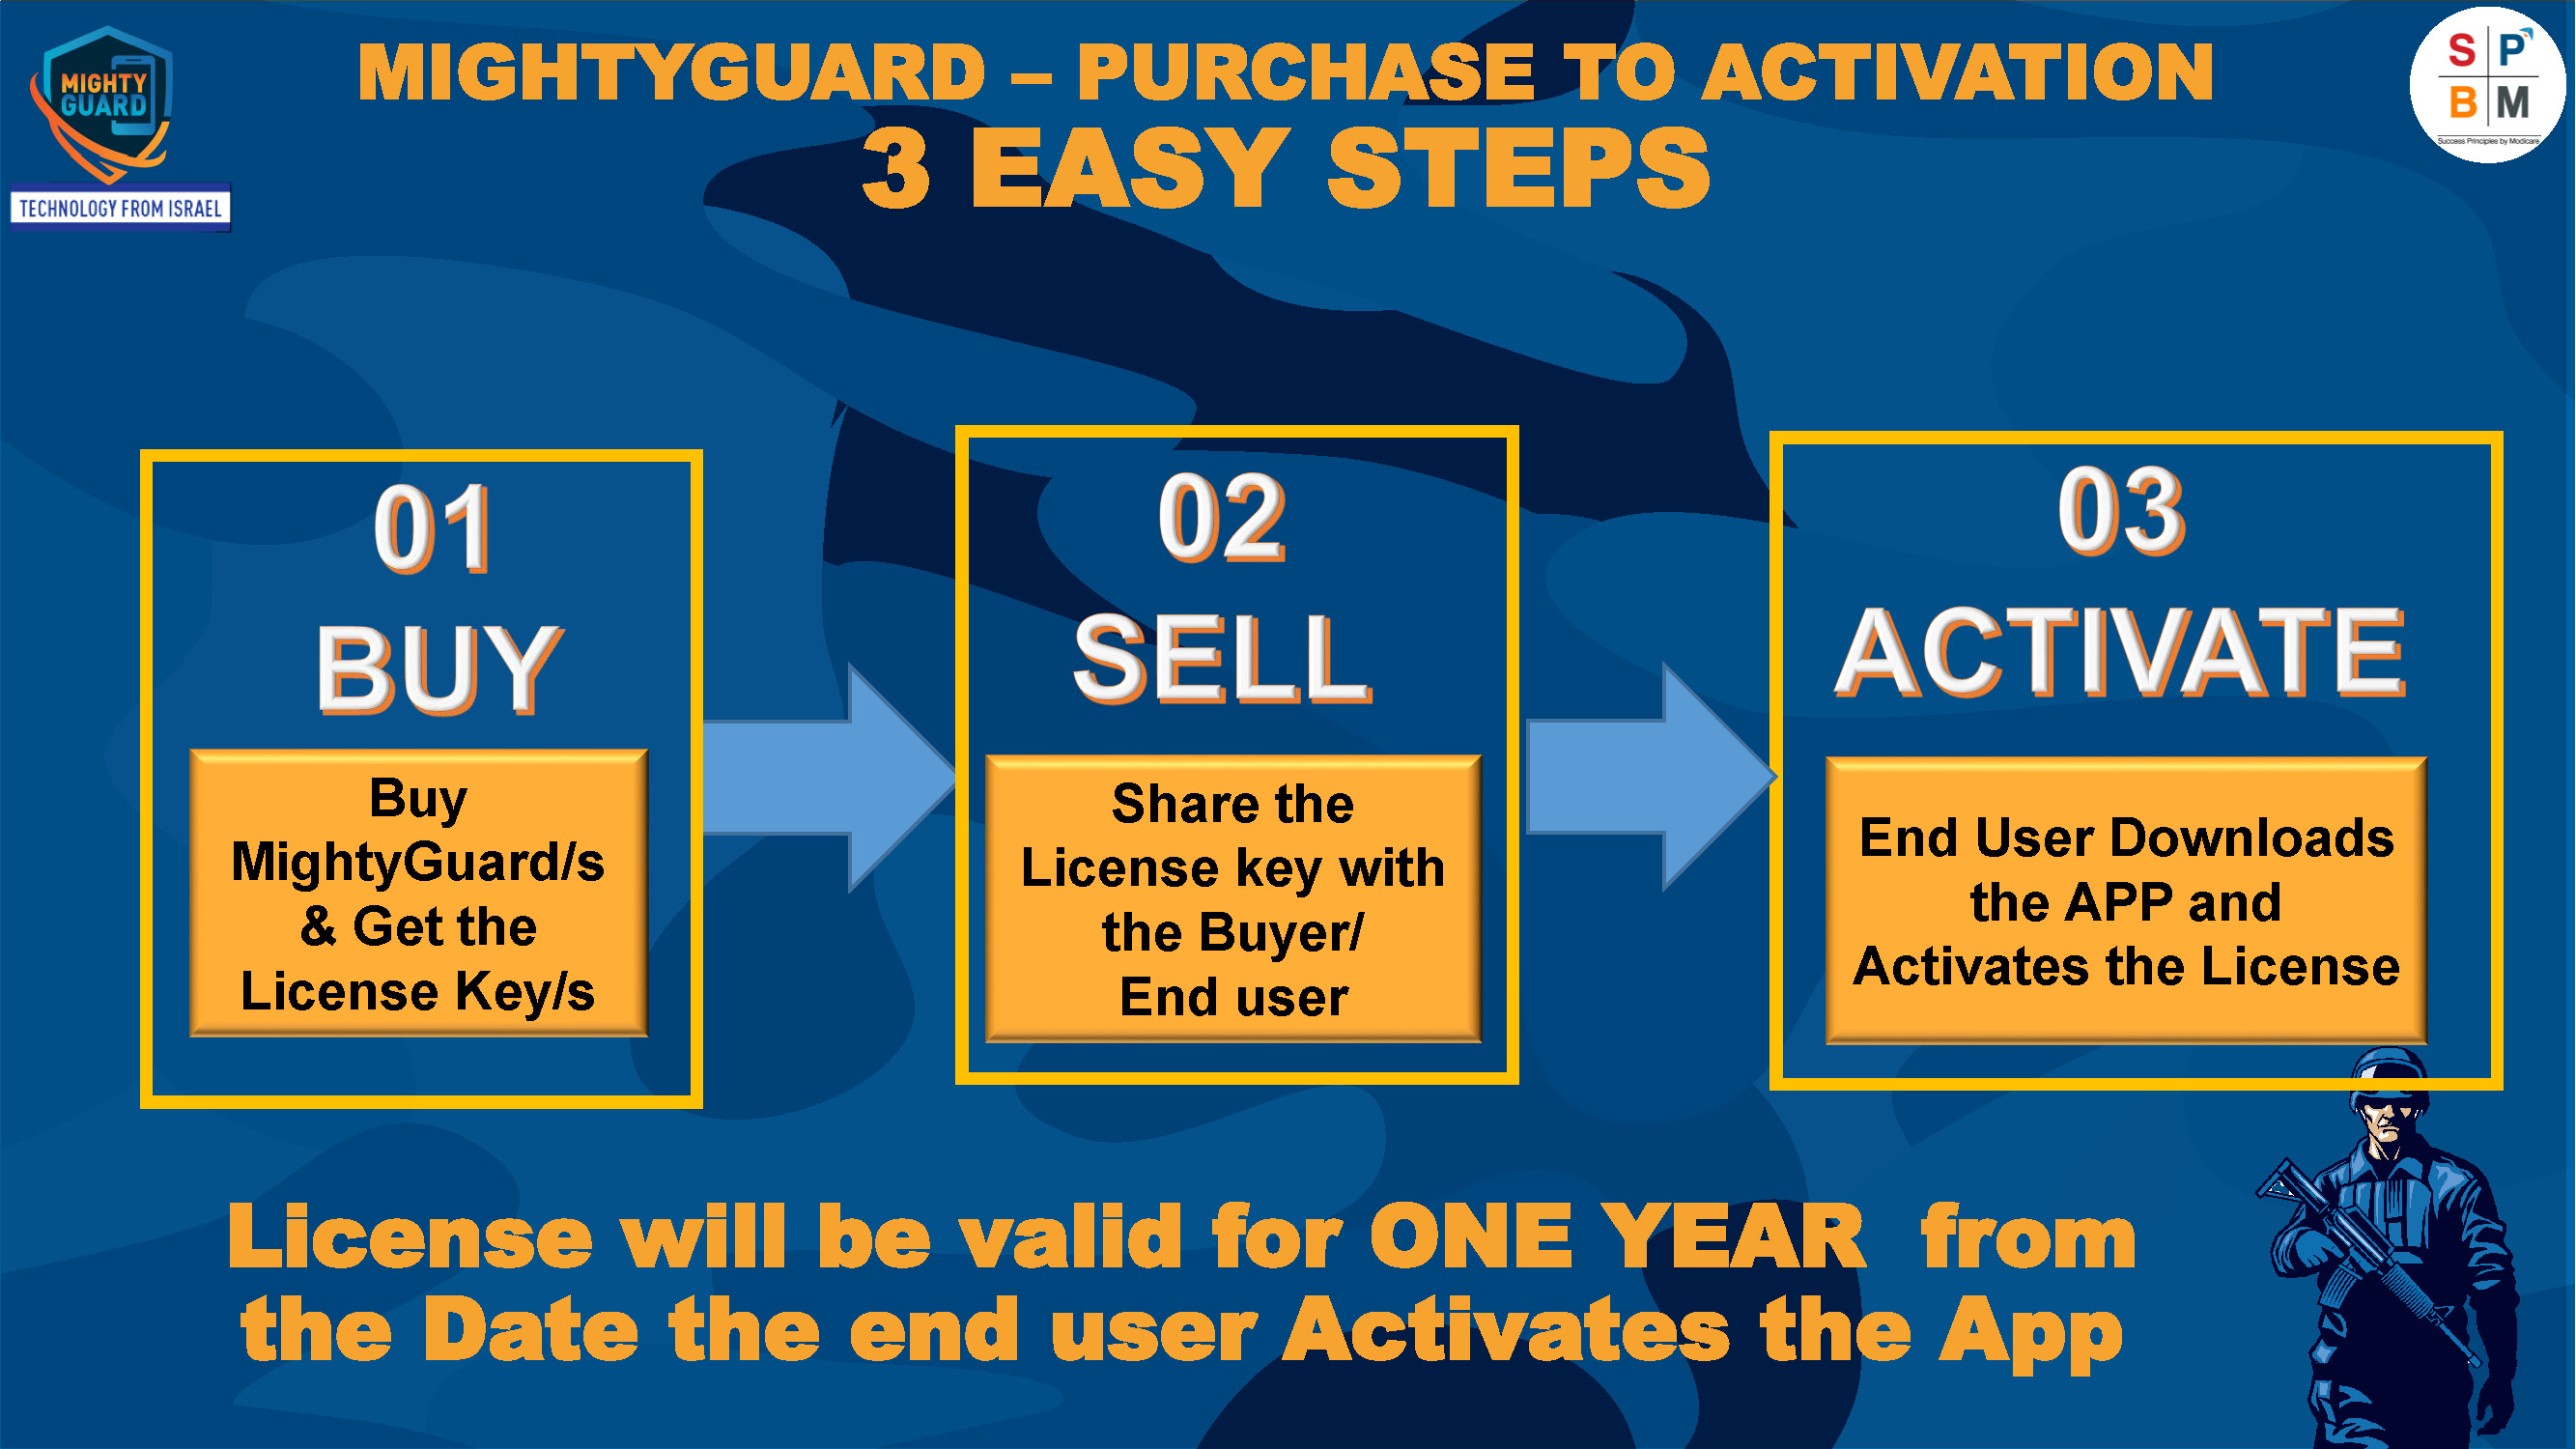 MIGHTYGUARD – PURCHASE TO ACTIVATION
3 EASY STEPS
MIGHTY
GUARD
TECHNOLOGY FROM ISRAEL
S P
B M
Success Principles by Modicare
01
BUY
Buy
MightyGuard/s
& Get the
License Key/s
02
SELL
Share the
License key with
the Buyer/
End user
03
ACTIVATE
End User Downloads
the APP and
Activates the License
License will be valid for ONE YEAR from
the Date the end user Activates the App